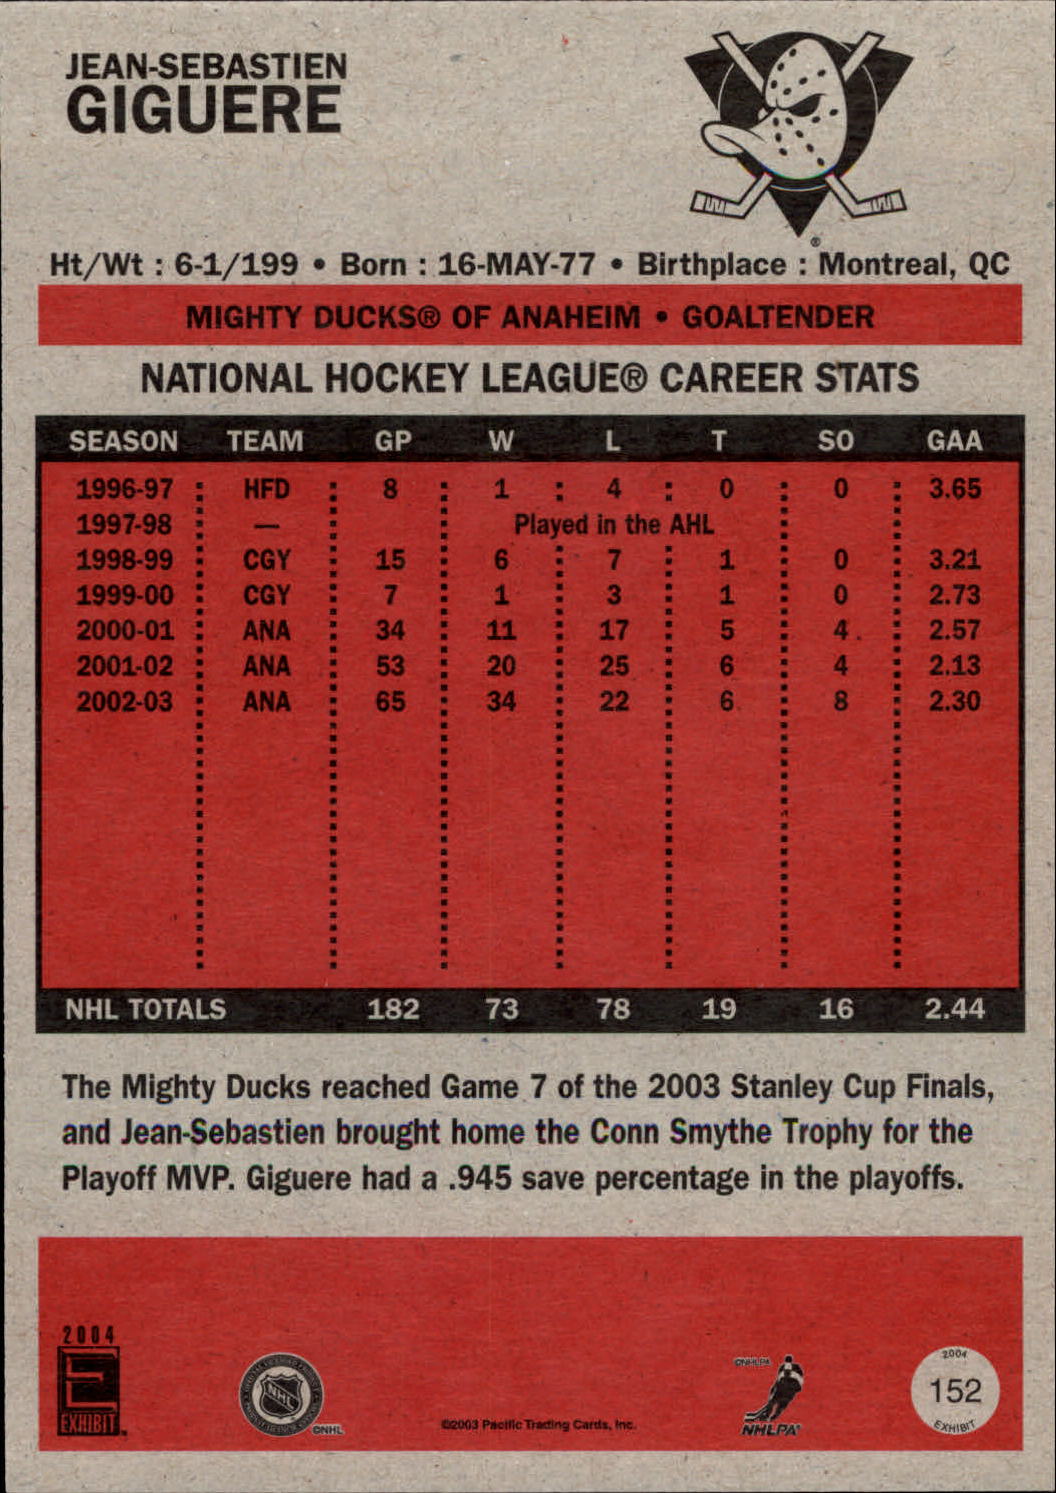 JEAN-SEBASTIEN
GIGUERE
®
Ht/Wt : 6-1/199 • Born : 16-MAY-77 • Birthplace : Montreal, QC
MIGHTY DUCKS® OF ANAHEIM • GOALTENDER
NATIONAL HOCKEY LEAGUE® CAREER STATS
SEASON TEAM GP W L T SO GAA
1996-97 HFD 8 1 4 0 0 3.65
1997-98 — Played in the AHL
1998-99 CGY 15 6 7 1 0 3.21
1999-00 CGY 7 1 3 1 0 2.73
2000-01 ANA 34 11 17 5 4 2.57
2001-02 ANA 53 20 25 6 4 2.13
2002-03 ANA 65 34 22 6 8 2.30
NHL TOTALS 182 73 78 19 16 2.44
The Mighty Ducks reached Game 7 of the 2003 Stanley Cup Finals,
and Jean-Sebastien brought home the Conn Smythe Trophy for the
Playoff MVP. Giguere had a .945 save percentage in the playoffs.
2004
E
EXHIBIT
NHL
©NHL
©2003 Pacific Trading Cards, Inc.
©NHLPA
NHLPA
2004
152
EXHIBIT